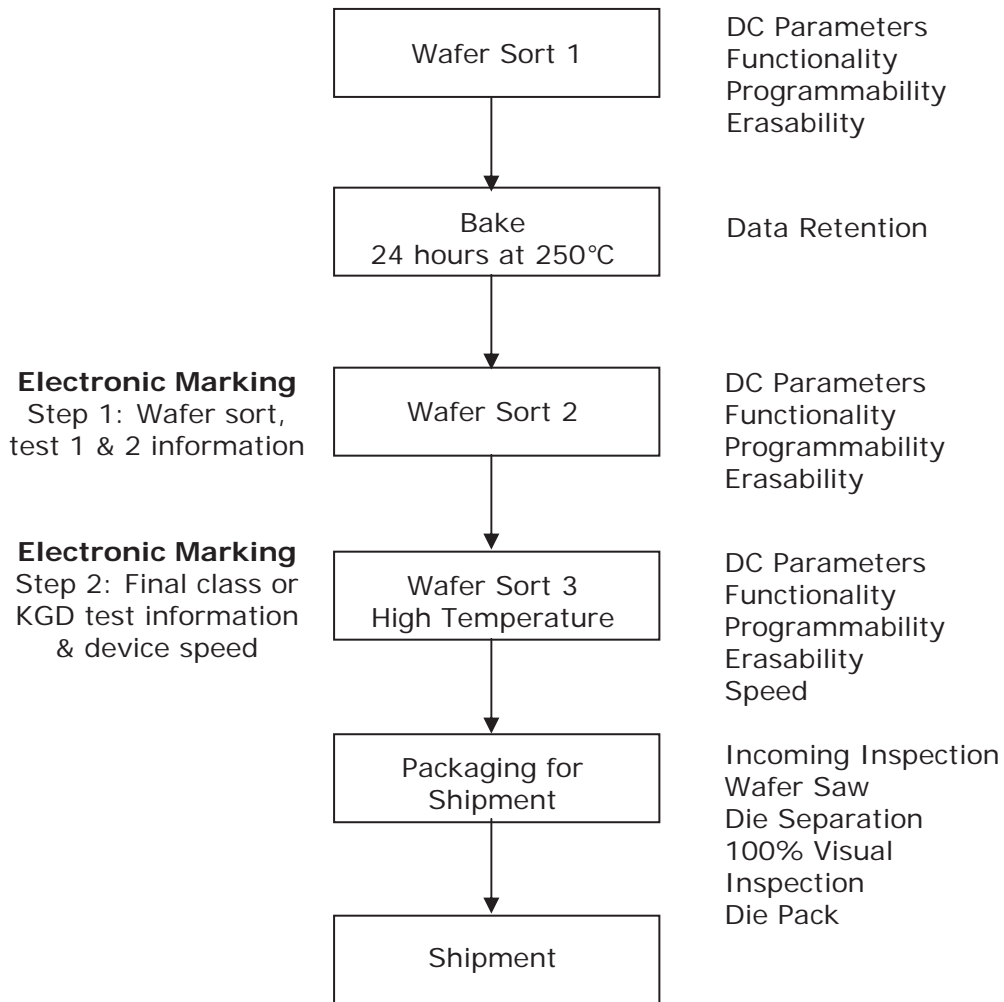 Wafer Sort 1
DC Parameters
Functionality
Programmability
Erasability
Bake
24 hours at 250°C
Data Retention
Electronic Marking
Step 1: Wafer sort,
test 1 & 2 information
Wafer Sort 2
DC Parameters
Functionality
Programmability
Erasability
Electronic Marking
Step 2: Final class or
KGD test information
& device speed
Wafer Sort 3
High Temperature
DC Parameters
Functionality
Programmability
Erasability
Speed
Packaging for
Shipment
Incoming Inspection
Wafer Saw
Die Separation
100% Visual
Inspection
Die Pack
Shipment